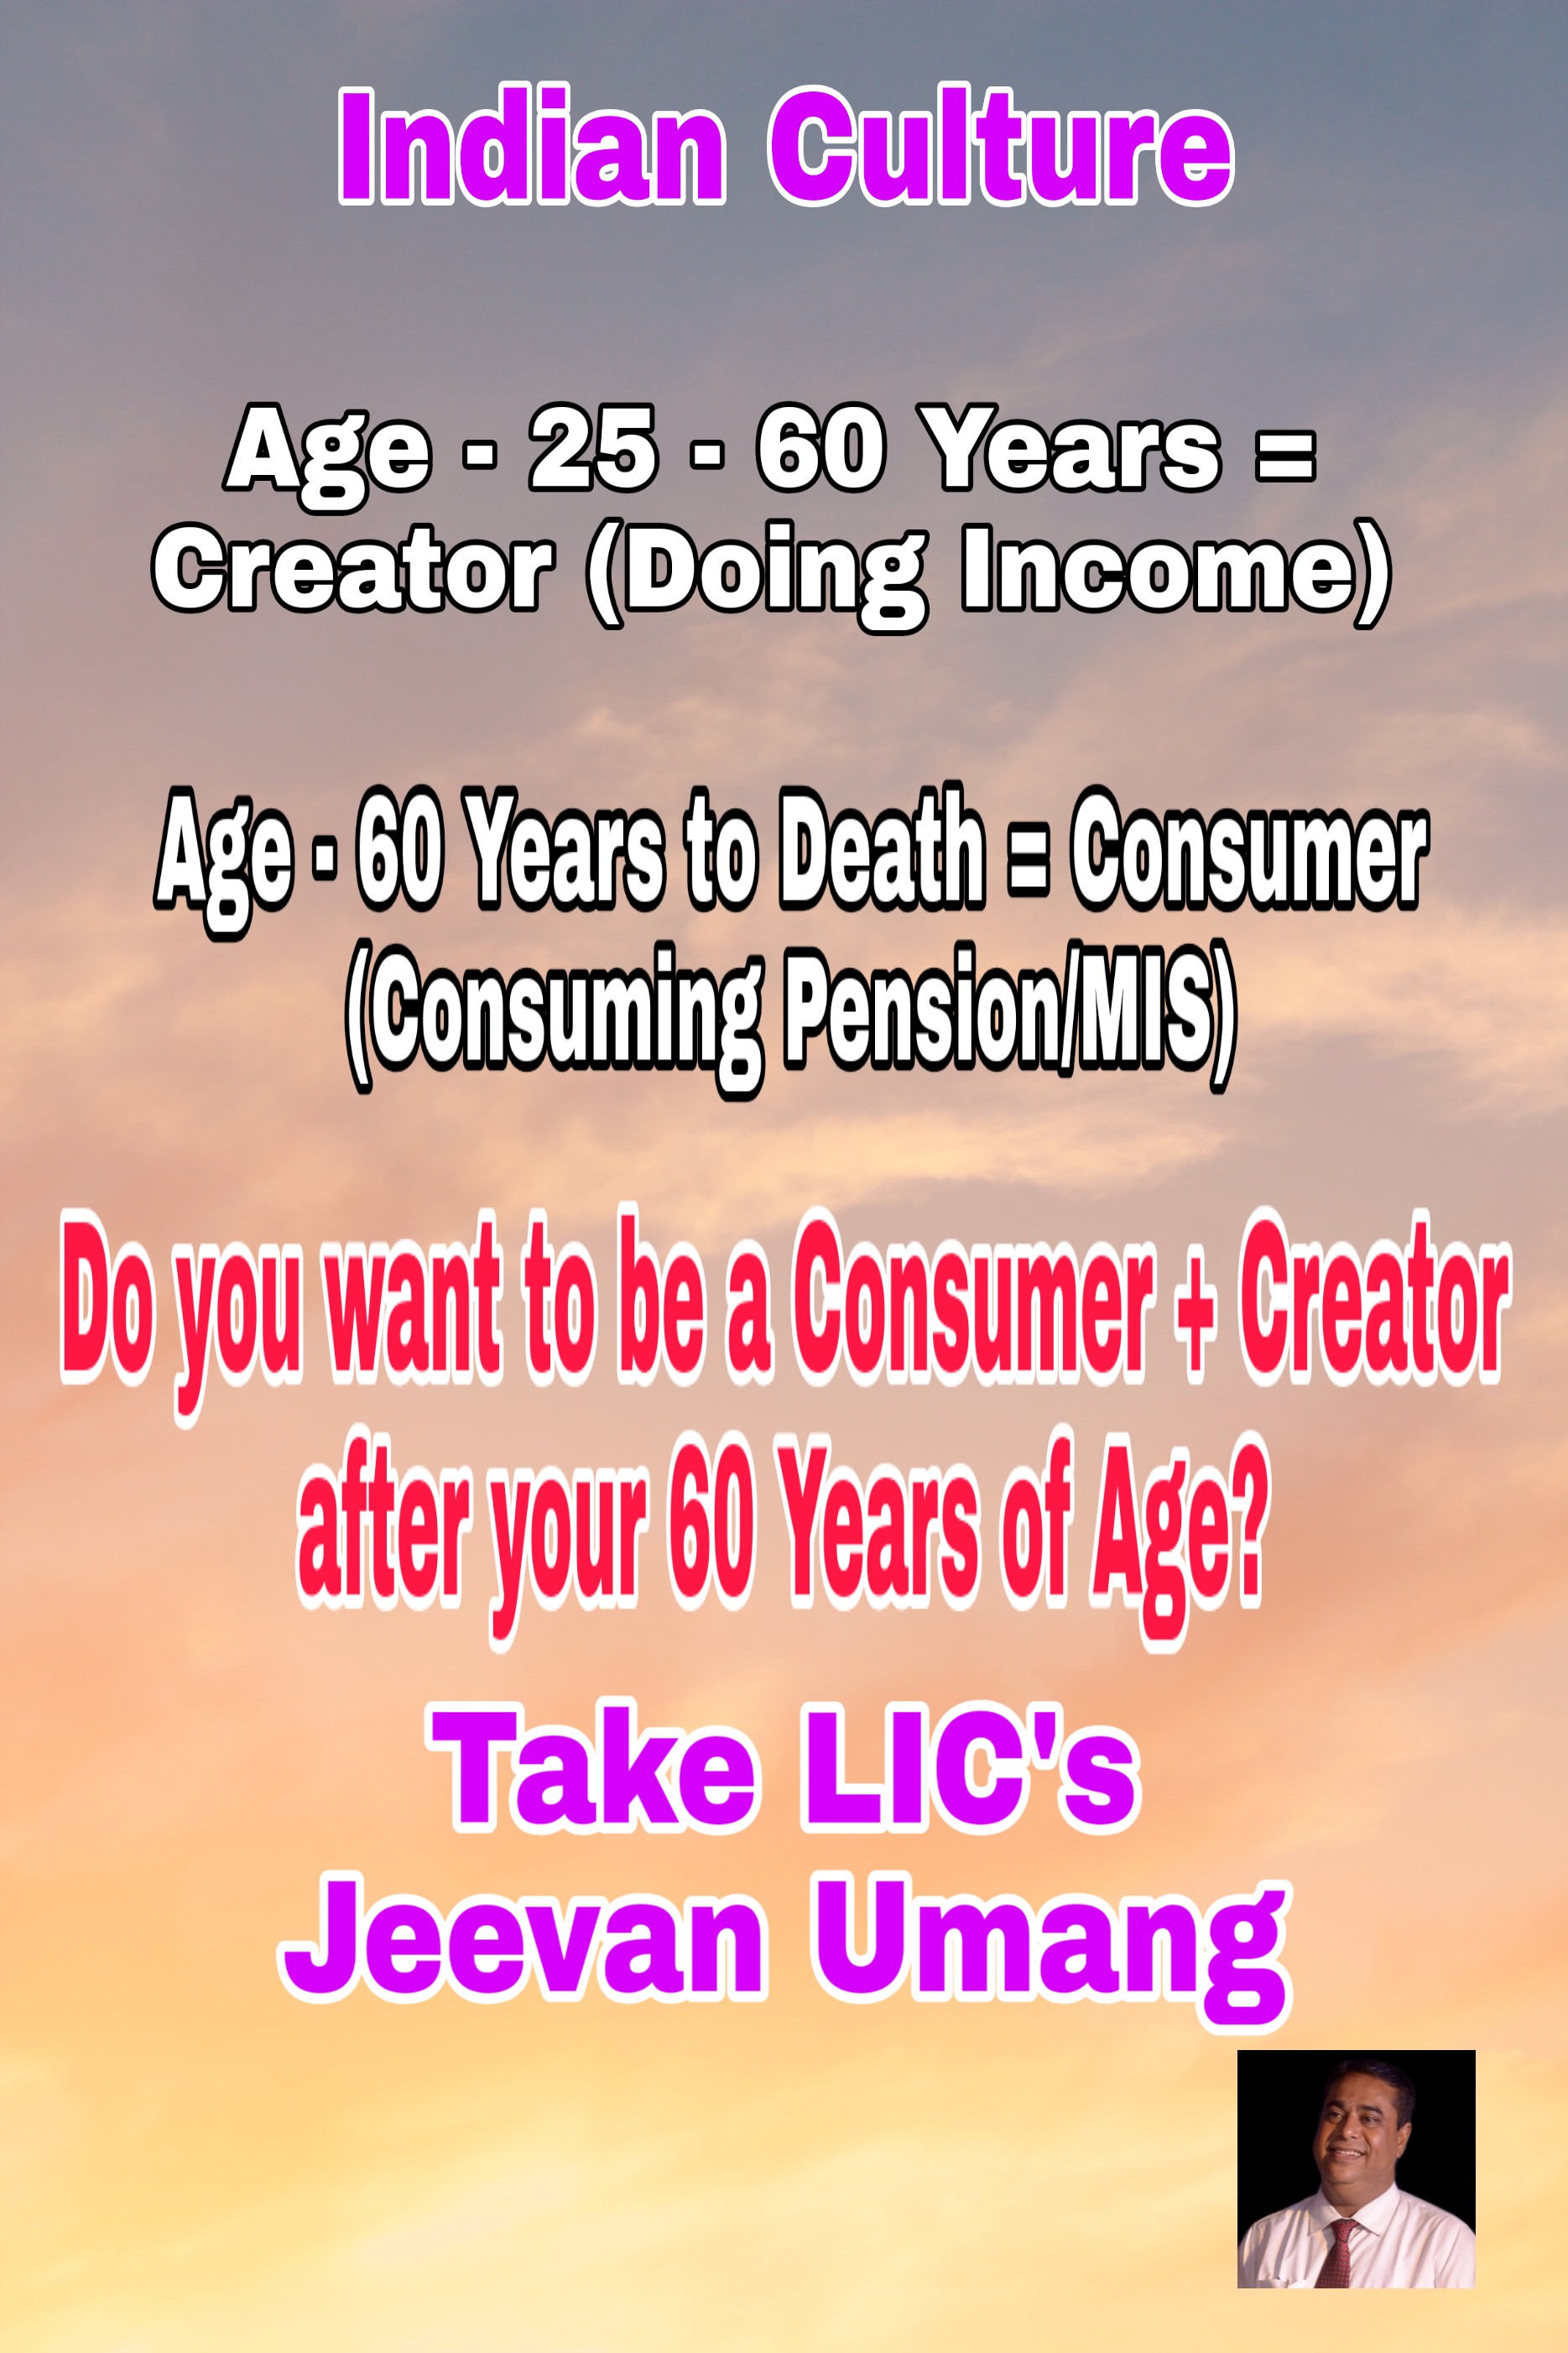 Indian Culture
Age - 25 - 60 Years =
Creator (Doing Income)
Age - 60 Years to Death = Consumer
(Consuming Pension/MIS)
Do you want to be a Consumer + Creator
after your 60 Years of Age?
Take LIC's
Jeevan Umang